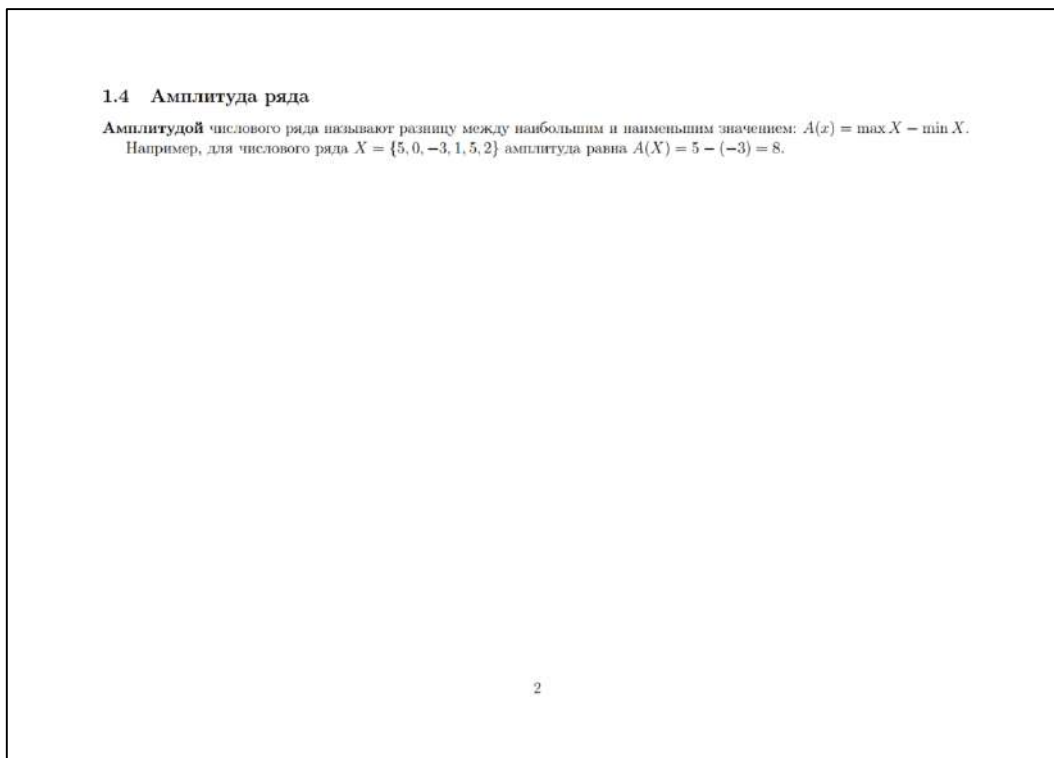 1.4 Амплитуда ряда
Амплитудой числового ряда называют разницу между наибольшим и наименьшим значением: A(x) = max X − min X.
Например, для числового ряда X = {5, 0, −3, 1, 5, 2} амплитуда равна A(X) = 5 − (−3) = 8.
2